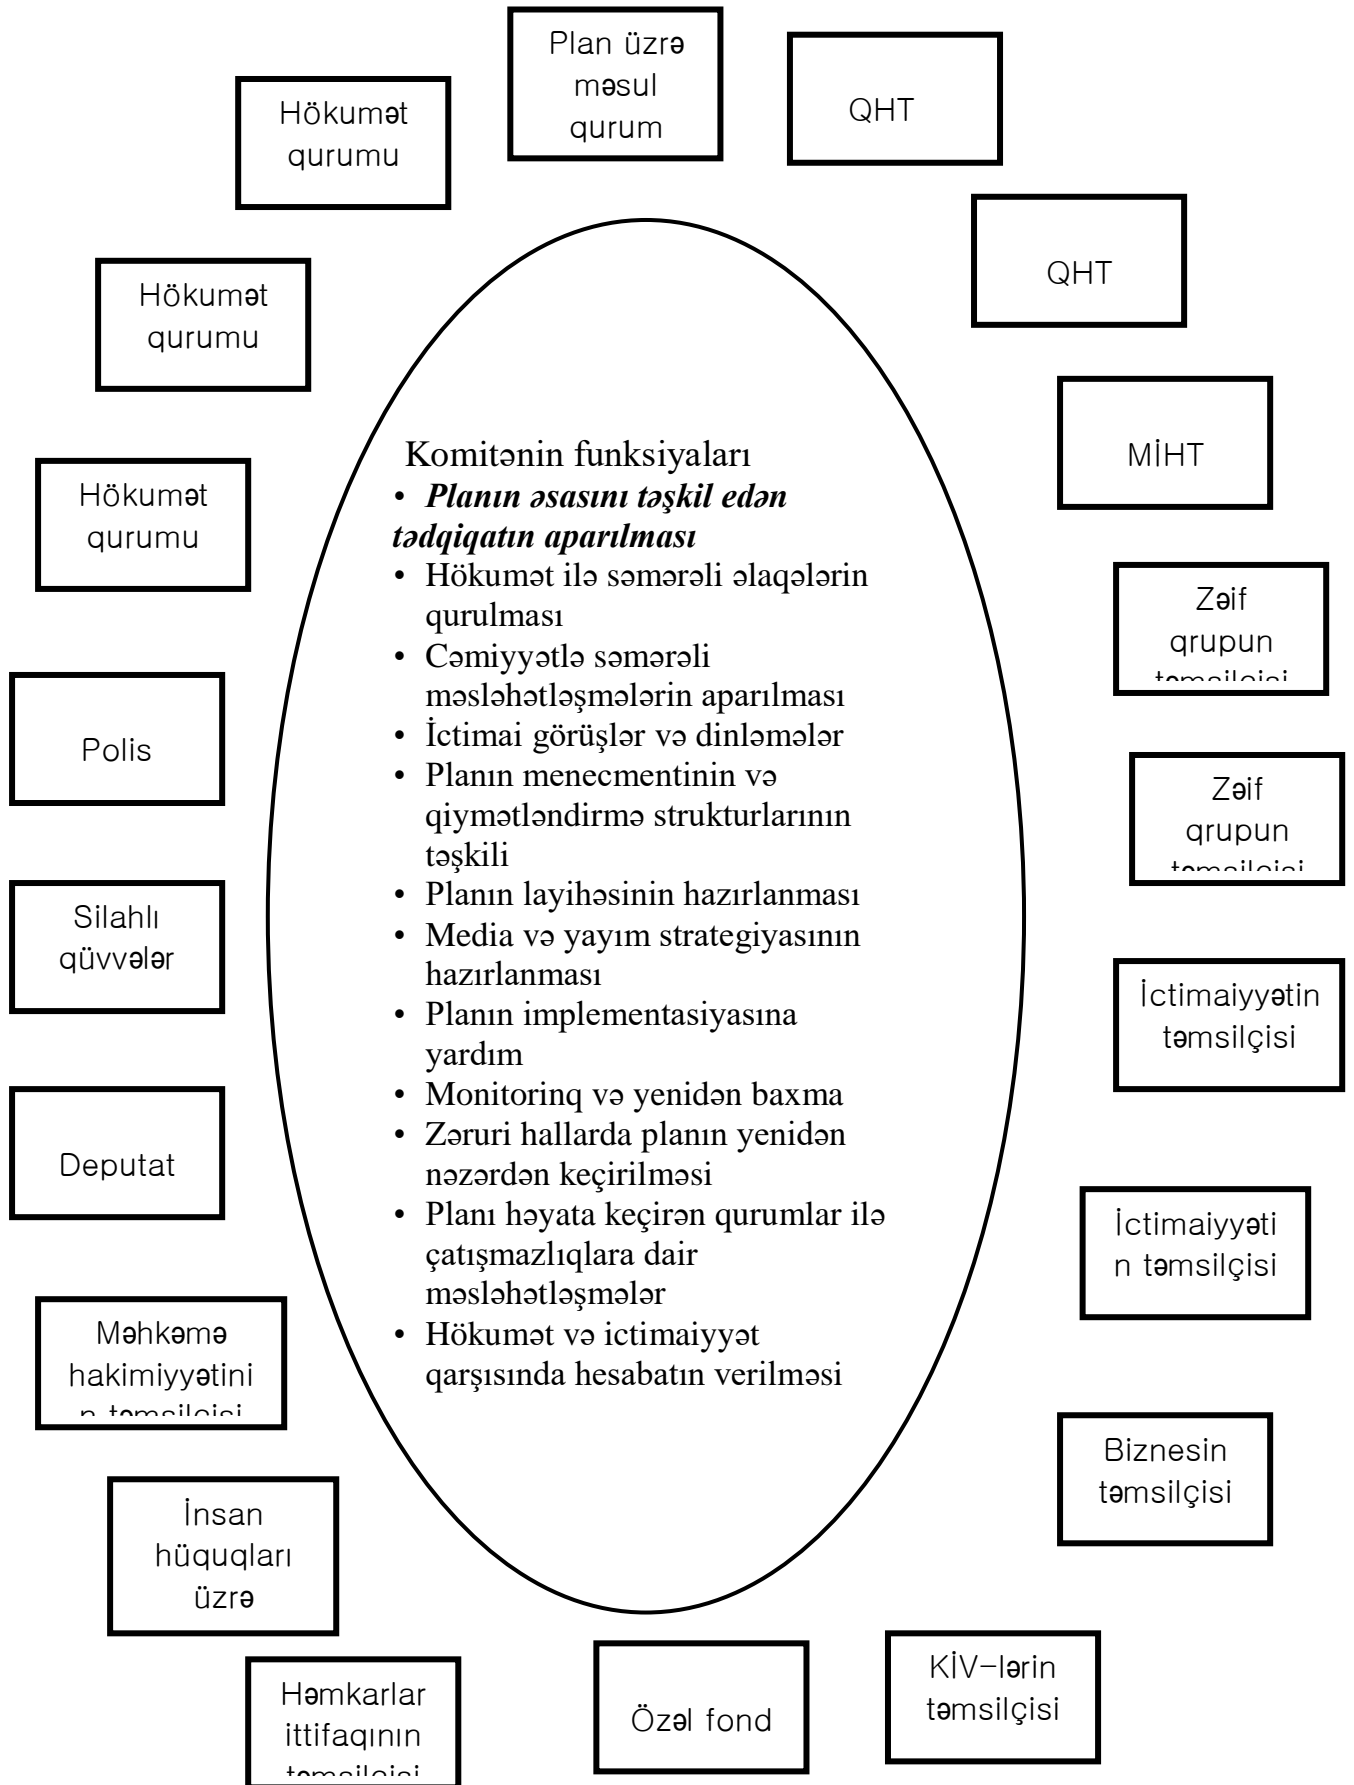 Plan üzrə
məsul
qurum
QHT
Hökumət
qurumu
QHT
Hökumət
qurumu
MİHT
Hökumət
qurumu
Zəif
qrupun
Polis
Zəif
qrupun
Silahlı
qüvvələr
İctimaiyyətin
təmsilçisi
Deputat
İctimaiyyəti
n təmsilçisi
Məhkəmə
hakimiyyətini
Biznesin
təmsilçisi
İnsan
hüquqları
üzrə
Həmkarlar
ittifaqının
Özəl fond
KİV-lərin
təmsilçisi
Komitənin funksiyaları
• Planın əsasını təşkil edən
tədqiqatın aparılması
• Hökumət ilə səmərəli əlaqələrin
qurulması
• Cəmiyyətlə səmərəli
məsləhətləşmələrin aparılması
• İctimai görüşlər və dinləmələr
• Planın menecmentinin və
qiymətləndirmə strukturlarının
təşkili
• Planın layihəsinin hazırlanması
• Media və yayım strategiyasının
hazırlanması
• Planın implementasiyasına
yardım
• Monitorinq və yenidən baxma
• Zəruri hallarda planın yenidən
nəzərdən keçirilməsi
• Planı həyata keçirən qurumlar ilə
çatışmazlıqlara dair
məsləhətləşmələr
• Hökumət və ictimaiyyət
qarşısında hesabatın verilməsi